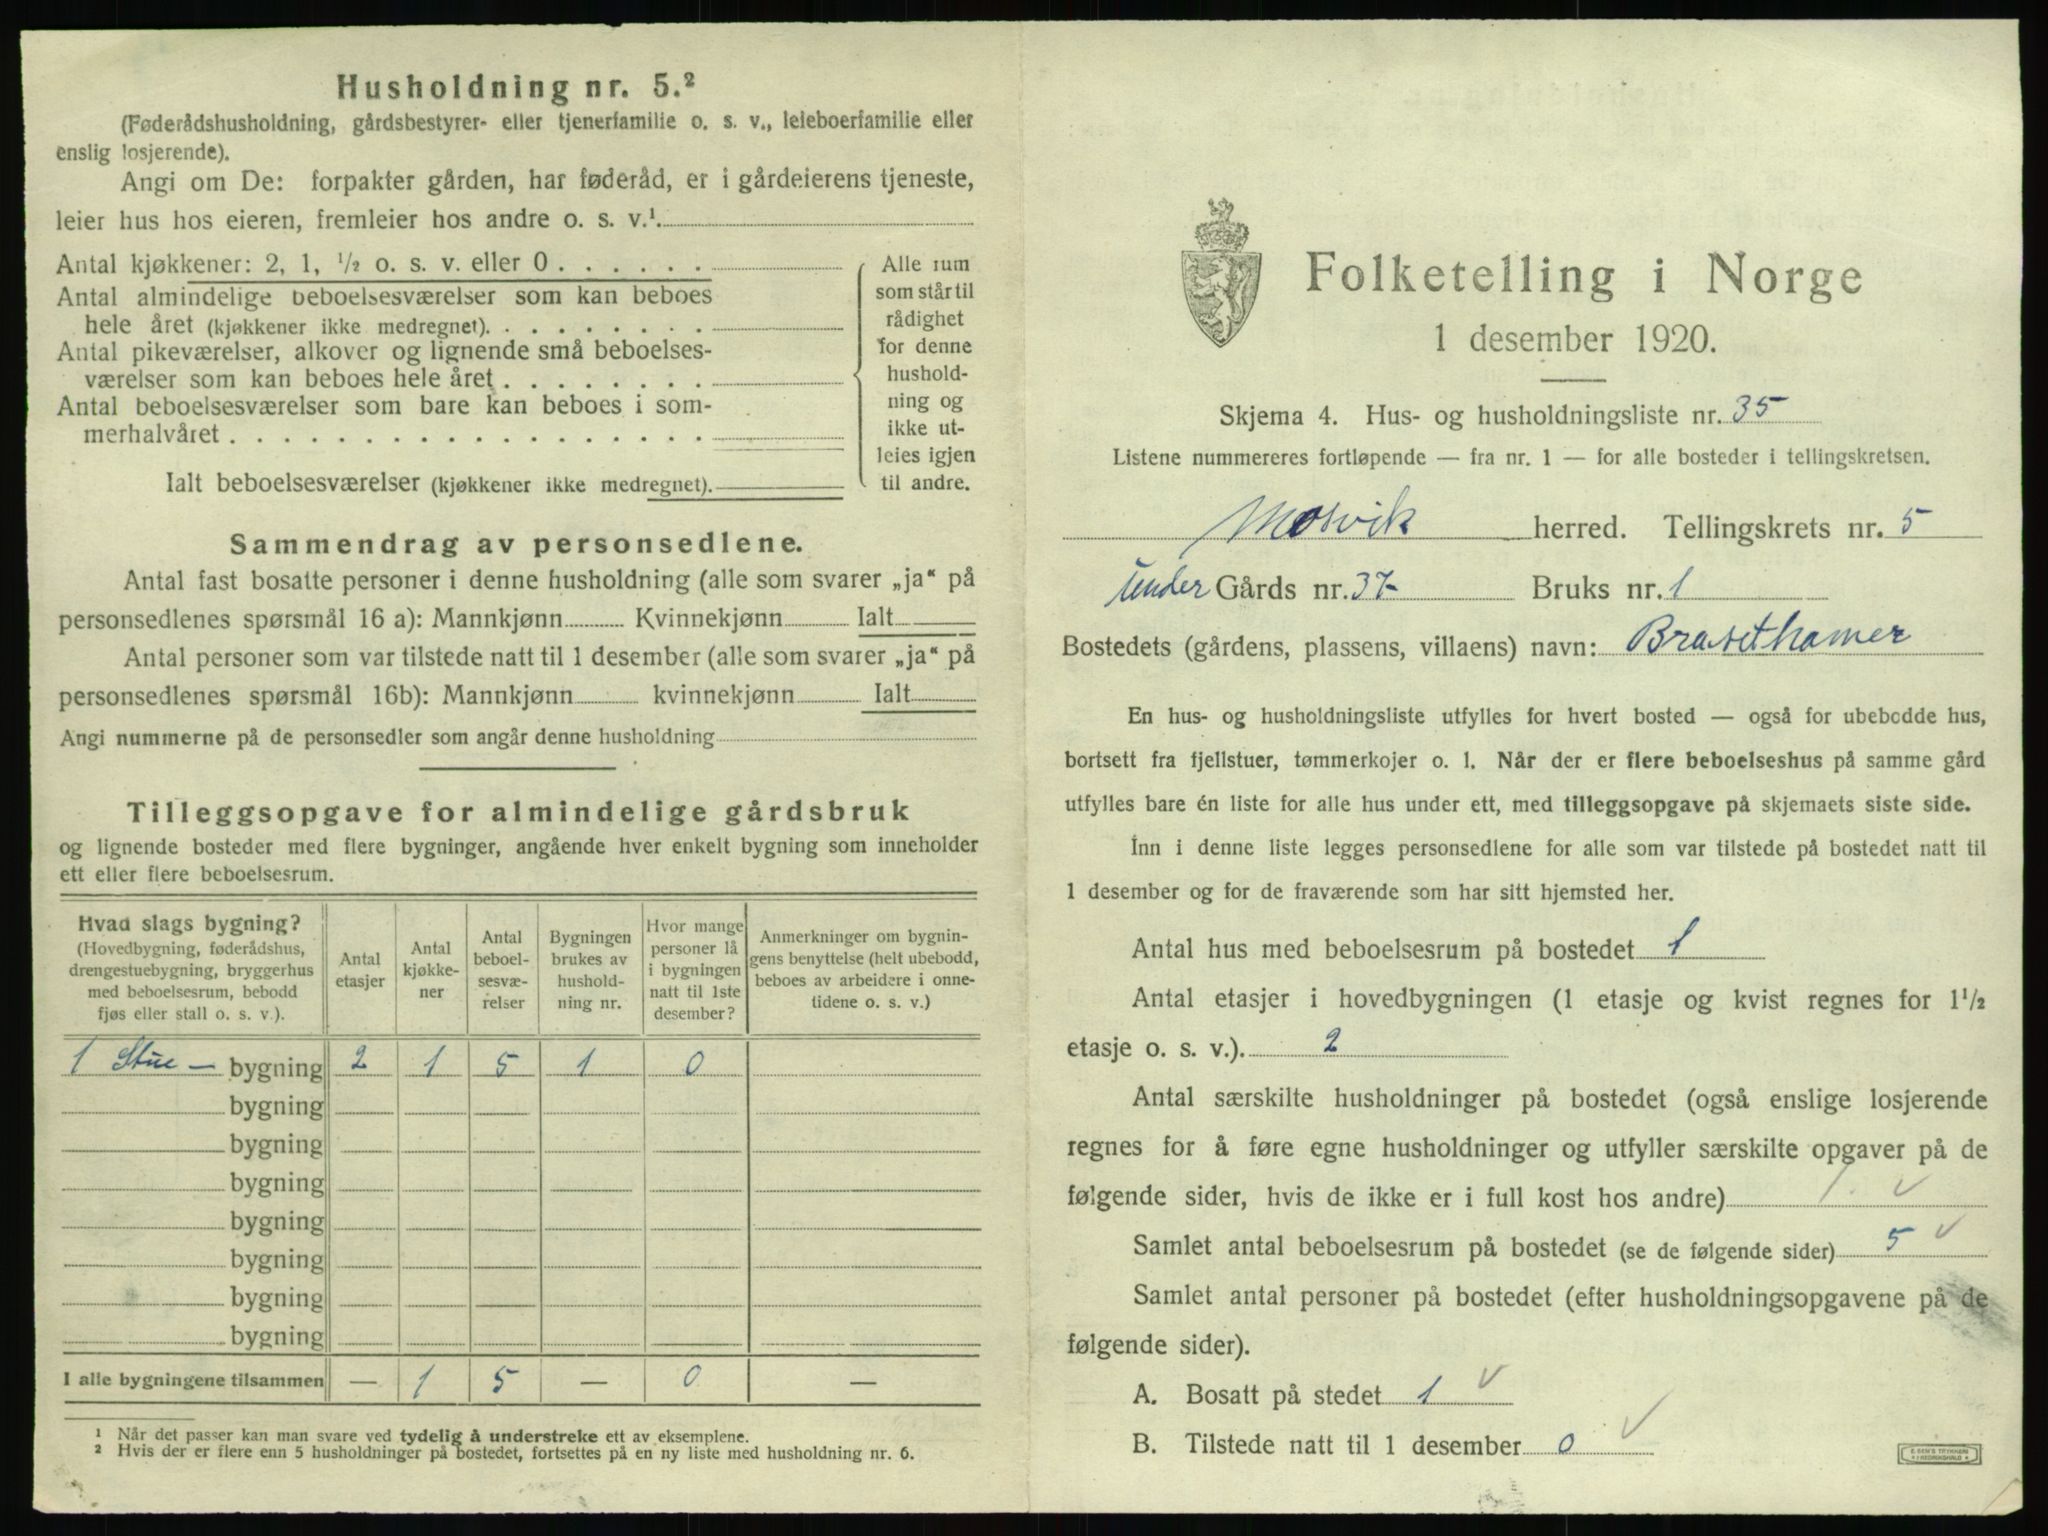 Husholdning nr. 5.²
(Føderådshusholdning, gårdsbestyrer- eller tjenerfamilie o. s. v., leieboerfamilie eller
enslig losjerende).
Angi om De: forpakter gården, har føderåd, er i gårdeierens tjeneste,
leier hus hos eieren, fremleier hos andre o. s. v.¹
Antal kjøkkener: 2, 1, ½ o. s. v. eller 0 . . . . . .
Antal almindelige beboelsesværelser som kan beboes
hele året (kjøkkener ikke medregnet). . . . . . . . .
Antal pikeværelser, alkover og lignende små beboelses-
værelser som kan beboes hele året . . . . . . . .
Antal beboelsesværelser som bare kan beboes i som-
merhalvåret . . . . . . . . . . . . . . . . . .
Ialt beboelsesværelser (kjøkkener ikke medregnet).
Alle rum
som står til
rådighet
for denne
hushold-
ning og
ikke ut-
leies igjen
til andre.
Sammendrag av personsedlene.
Antal fast bosatte personer i denne husholdning (alle som svarer „ja“ på
personsedlenes spørsmål 16 a): Mannkjønn Kvinnekjønn Ialt
Antal personer som var tilstede natt til 1 desember (alle som svarer „ja“ på
personsedlenes spørsmål 16b): Mannkjønn kvinnekjønn Ialt
Angi nummerne på de personsedler som angår denne husholdning
Tilleggsopgave for almindelige gårdsbruk
og lignende bosteder med flere bygninger, angående hver enkelt bygning som inneholder
ett eller flere beboelsesrum.
Hvad slags bygning?
(Hovedbygning, føderådshus,
drengestuebygning, bryggerhus
med beboelsesrum, bebodd
fjøs eller stall o. s. v.).
Antal
etasjer
Antal
kjøkke-
ner
Antal
beboel-
sesvæ-
relser
Bygningen
brukes av
hushold-
ning nr.
Hvor mange
personer lå
i bygningen
natt til 1ste
desember?
Anmerkninger om bygnin-
gens benyttelse (helt ubebodd,
beboes av arbeidere i onne-
tidene o. s. v.)
1 Stue — bygning 2 1 5 1 0
bygning
bygning
bygning
bygning
bygning
bygning
bygning
I alle bygningene tilsammen — 1 5 — 0 —
¹ Når det passer kan man svare ved tydelig å understreke ett av eksemplene.
² Hvis der er flere enn 5 husholdninger på bostedet, fortsettes på en ny liste med husholdning nr. 6.
Folketelling i Norge
1 desember 1920.
Skjema 4. Hus- og husholdningsliste nr. 35
Listene nummereres fortløpende — fra nr. 1 — for alle bosteder i tellingskretsen.
Mosvik herred. Tellingskrets nr. 5
under Gårds nr. 37 Bruks nr. 1
Bostedets (gårdens, plassens, villaens) navn: Brasethamer
En hus- og husholdningsliste utfylles for hvert bosted — også for ubebodde hus,
bortsett fra fjellstuer, tømmerkojer o. l. Når der er flere beboelseshus på samme gård
utfylles bare én liste for alle hus under ett, med tilleggsopgave på skjemaets siste side.
Inn i denne liste legges personsedlene for alle som var tilstede på bostedet natt til
1 desember og for de fraværende som har sitt hjemsted her.
Antal hus med beboelsesrum på bostedet 1
Antal etasjer i hovedbygningen (1 etasje og kvist regnes for 1½
etasje o. s. v.). 2
Antal særskilte husholdninger på bostedet (også enslige losjerende
regnes for å føre egne husholdninger og utfyller særskilte opgaver på de
følgende sider, hvis de ikke er i full kost hos andre) 1. ✓
Samlet antal beboelsesrum på bostedet (se de følgende sider) 5 ✓
Samlet antal personer på bostedet (efter husholdningsopgavene på de
følgende sider).
A. Bosatt på stedet 1 ✓
B. Tilstede natt til 1 desember 0 ✓
E. SEM'S TRYKKERI
FREDRIKSHALD